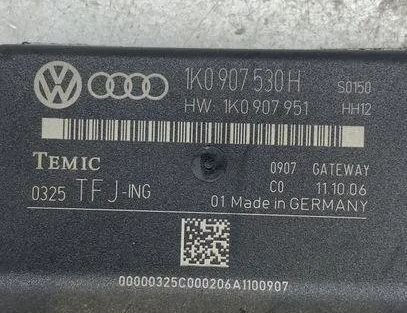 1K0 907 530 H S0150
HW: 1K0 907 951 HH12
TEMIC 0907 GATEWAY
0325 TFJ-ING C0 11.10.06
01 Made in GERMANY
00000325C000206A1100907